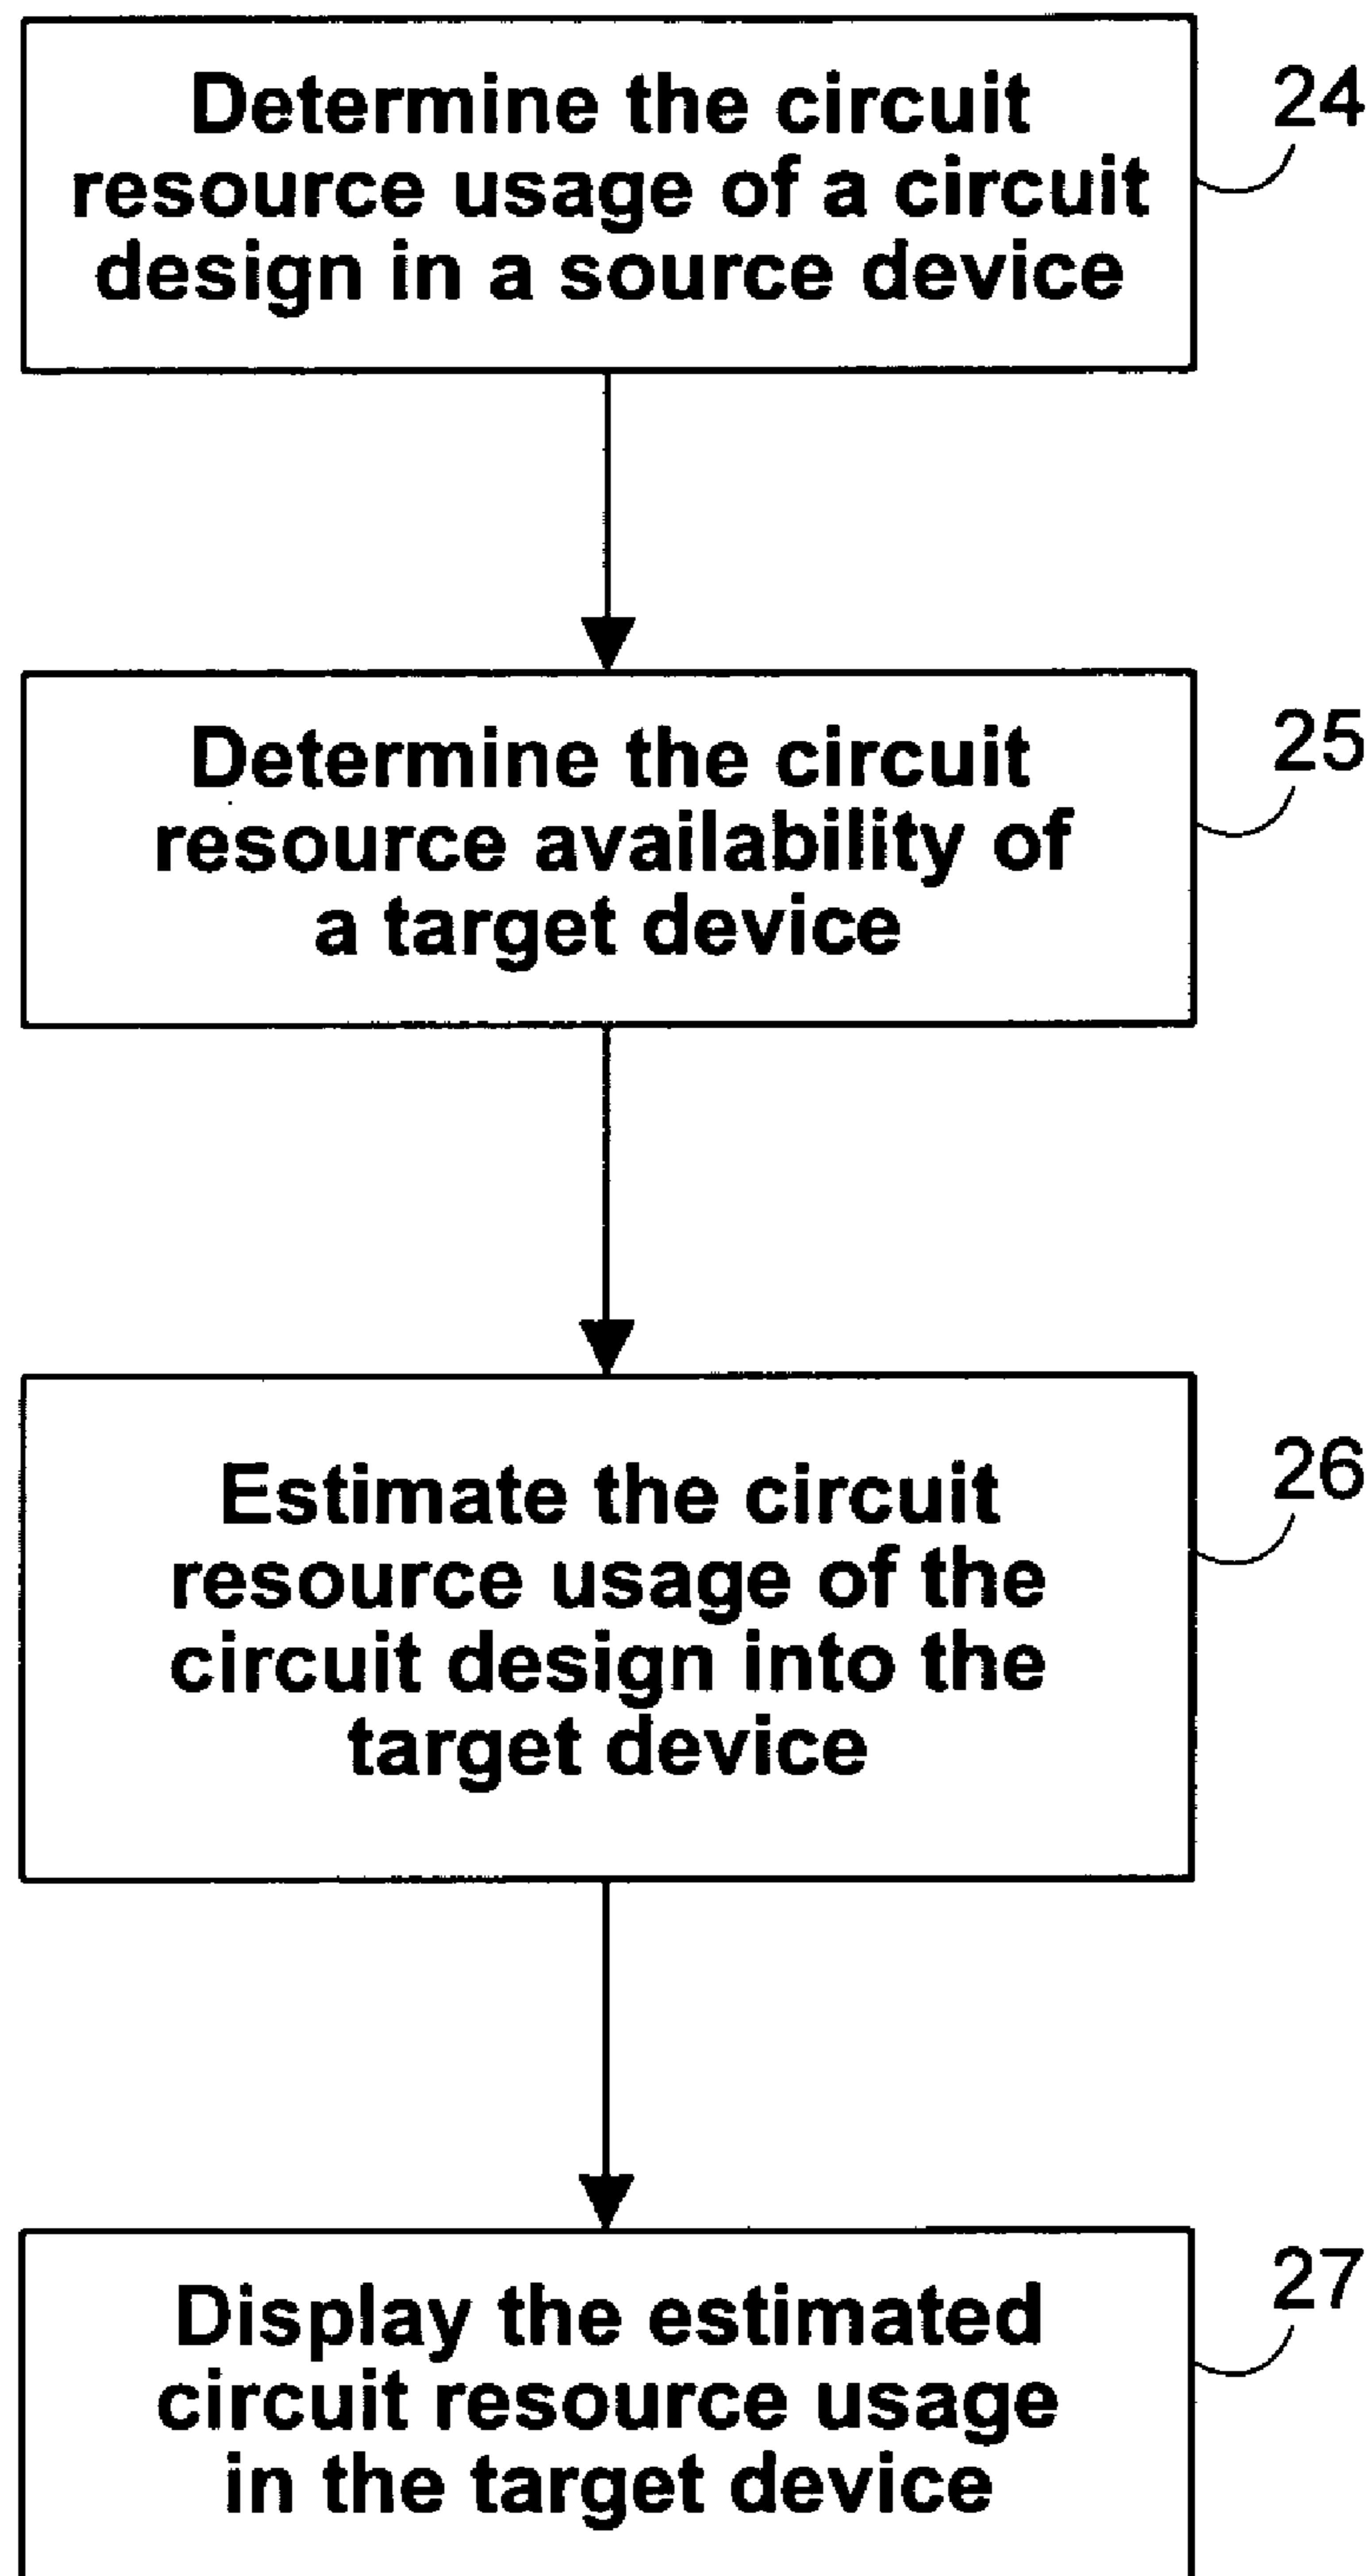 Determine the circuit
resource usage of a circuit
design in a source device
24
Determine the circuit
resource availability of
a target device
25
Estimate the circuit
resource usage of the
circuit design into the
target device
26
Display the estimated
circuit resource usage
in the target device
27